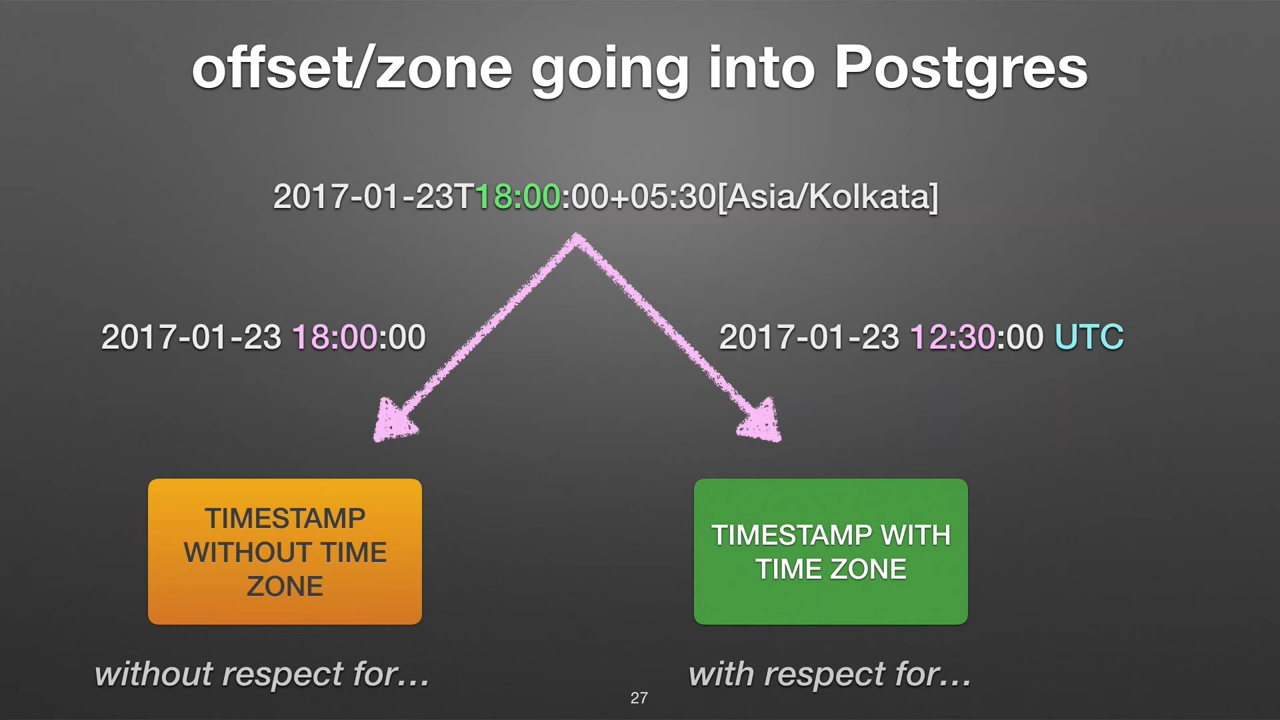 offset/zone going into Postgres
2017-01-23T18:00:00+05:30[Asia/Kolkata]
2017-01-23 18:00:00
2017-01-23 12:30:00 UTC
TIMESTAMP
WITHOUT TIME
ZONE
TIMESTAMP WITH
TIME ZONE
without respect for…
with respect for…
27